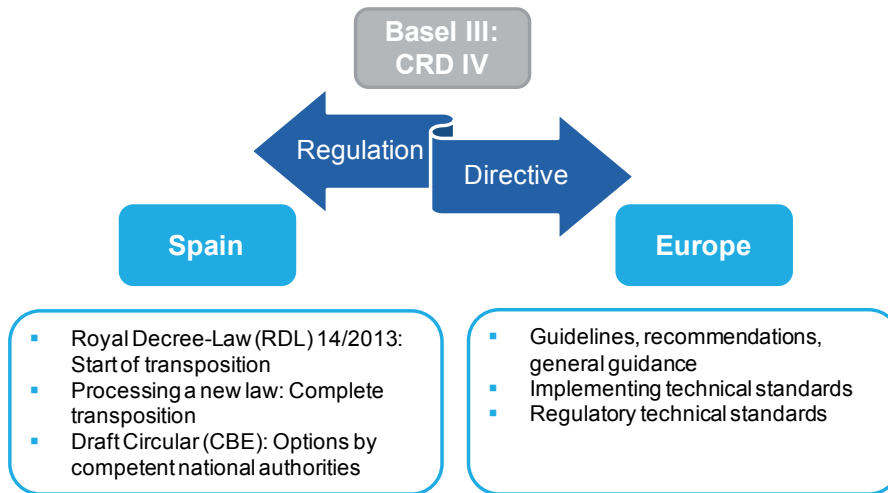 Basel III:
CRD IV
Regulation
Directive
Spain
Europe
▪ Royal Decree-Law (RDL) 14/2013:
Start of transposition
▪ Processing a new law: Complete
transposition
▪ Draft Circular (CBE): Options by
competent national authorities
▪ Guidelines, recommendations,
general guidance
▪ Implementing technical standards
▪ Regulatory technical standards